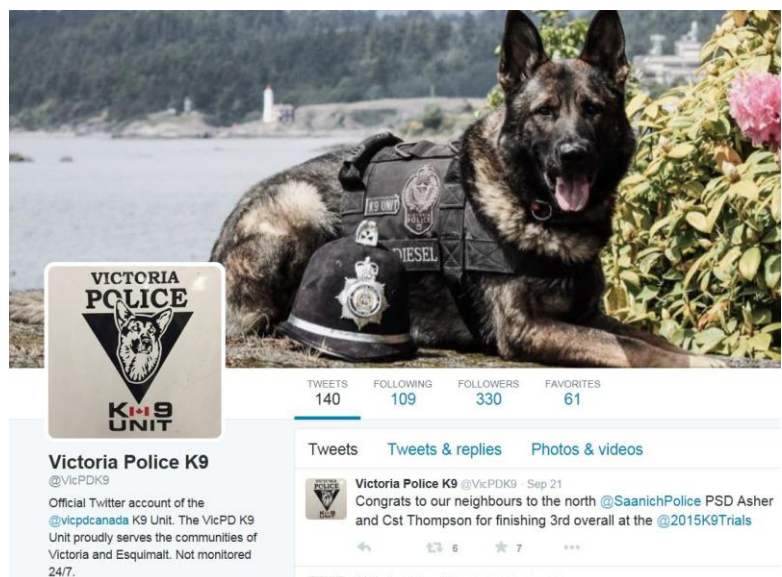 K9 UNIT
VICTORIA
POLICE
DIESEL
VICTORIA
POLICE
K 9
UNIT
TWEETS
140
FOLLOWING
109
FOLLOWERS
330
FAVORITES
61
Victoria Police K9
@VicPDK9
Official Twitter account of the
@vicpdcanada K9 Unit. The VicPD K9
Unit proudly serves the communities of
Victoria and Esquimalt. Not monitored
24/7.
Tweets Tweets & replies Photos & videos
Victoria Police K9 @VicPDK9 · Sep 21
Congrats to our neighbours to the north @SaanichPolice PSD Asher
and Cst Thompson for finishing 3rd overall at the @2015K9Trials
6 7